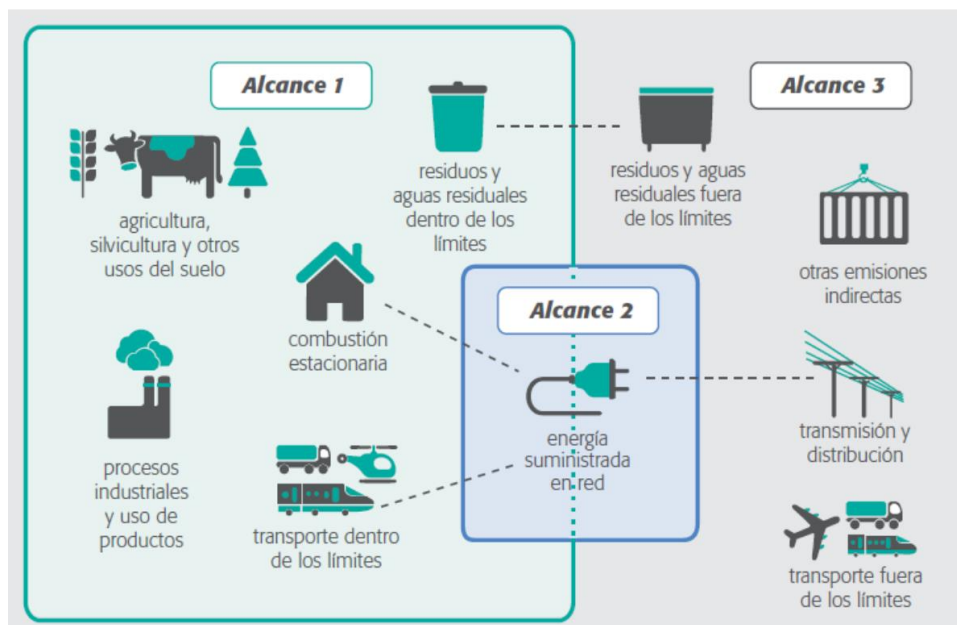 Alcance 1
agricultura,
silvicultura y otros
usos del suelo
residuos y
aguas residuales
dentro de los
límites
combustión
estacionaria
procesos
industriales
y uso de
productos
transporte dentro
de los límites
Alcance 2
energía
suministrada
en red
Alcance 3
residuos y aguas
residuales fuera
de los límites
otras emisiones
indirectas
transmisión y
distribución
transporte fuera
de los límites